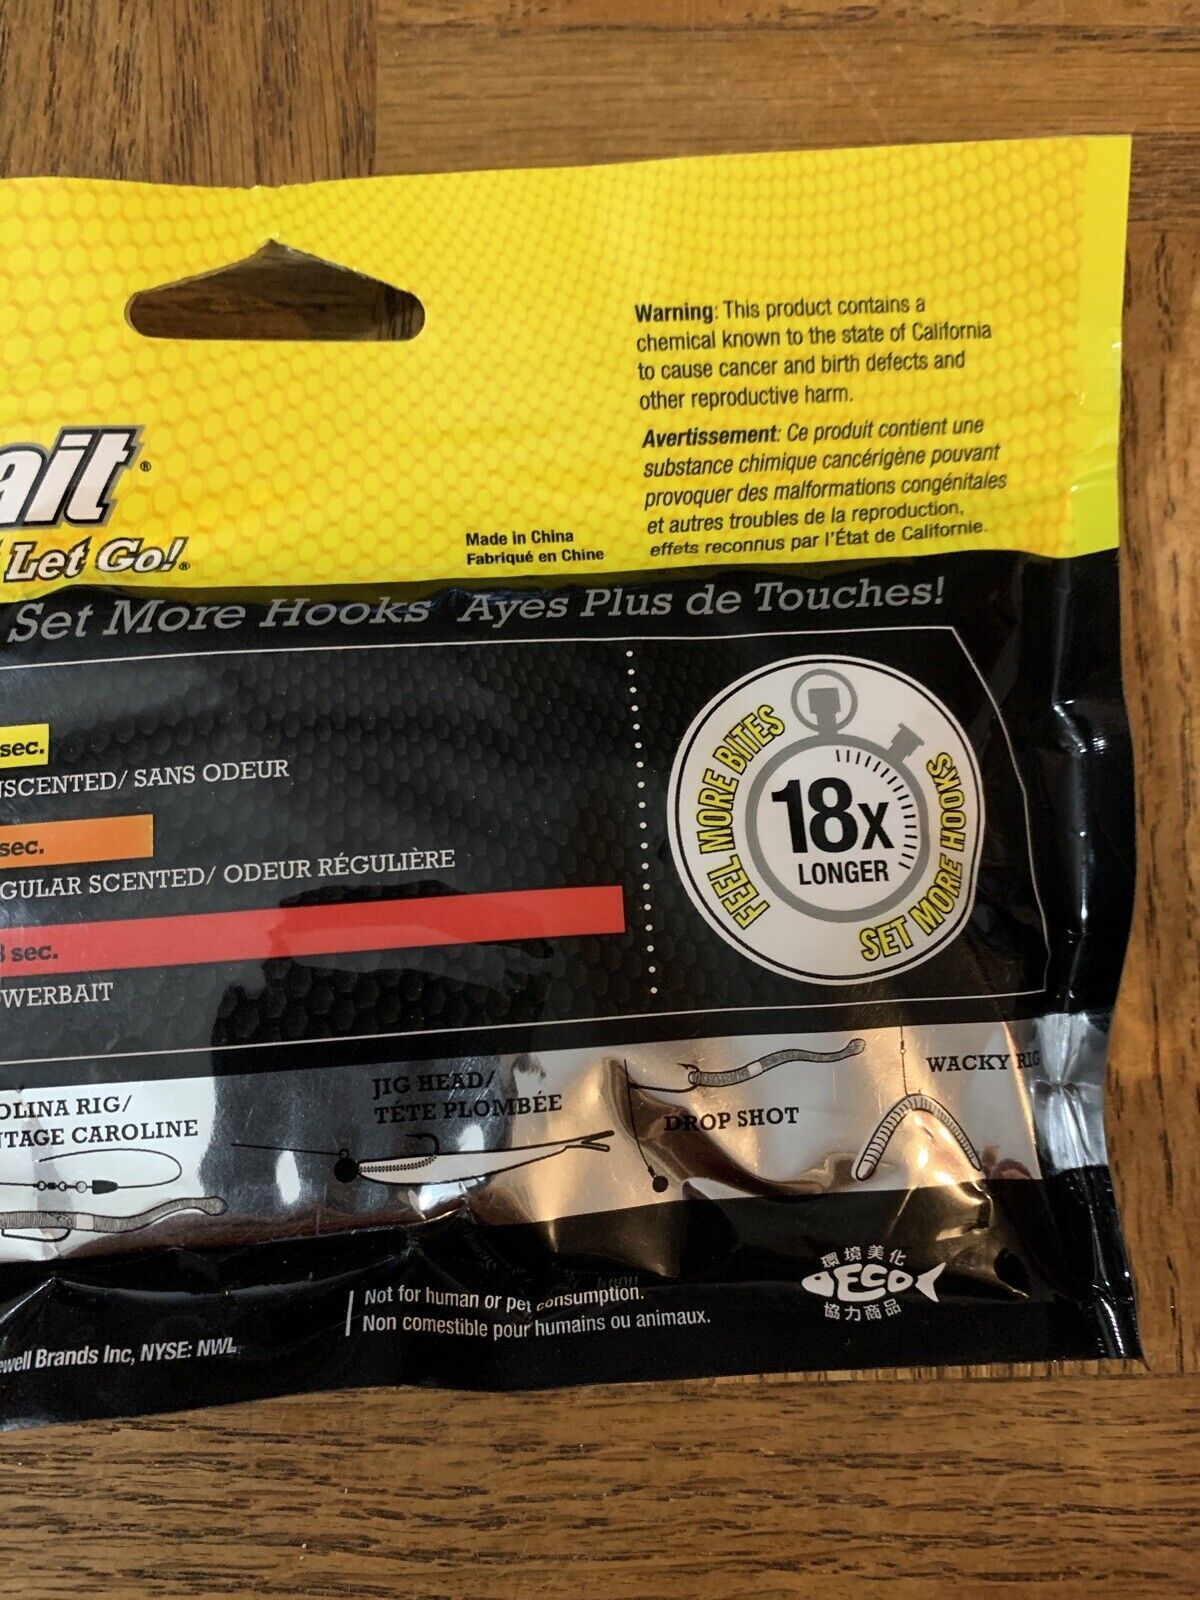 Warning: This product contains a
chemical known to the state of California
to cause cancer and birth defects and
other reproductive harm.
Avertissement: Ce produit contient une
substance chimique cancérigène pouvant
provoquer des malformations congénitales
et autres troubles de la reproduction,
effets reconnus par l'État de Californie.
ait®
Let Go!®
Made in China
Fabriqué en Chine
Set More Hooks Ayes Plus de Touches!
sec.
NSCENTED/ SANS ODEUR
sec.
GULAR SCENTED/ ODEUR RÉGULIÈRE
8 sec.
OWERBAIT
FEEL MORE BITES
18x
LONGER
SET MORE HOOKS
OLINA RIG/
NTAGE CAROLINE
JIG HEAD/
TÉTE PLOMBÉE
DROP SHOT
WACKY RIG
Not for human or pet consumption.
Non comestible pour humains ou animaux.
環境美化
ECO
協力商品
well Brands Inc, NYSE: NWL